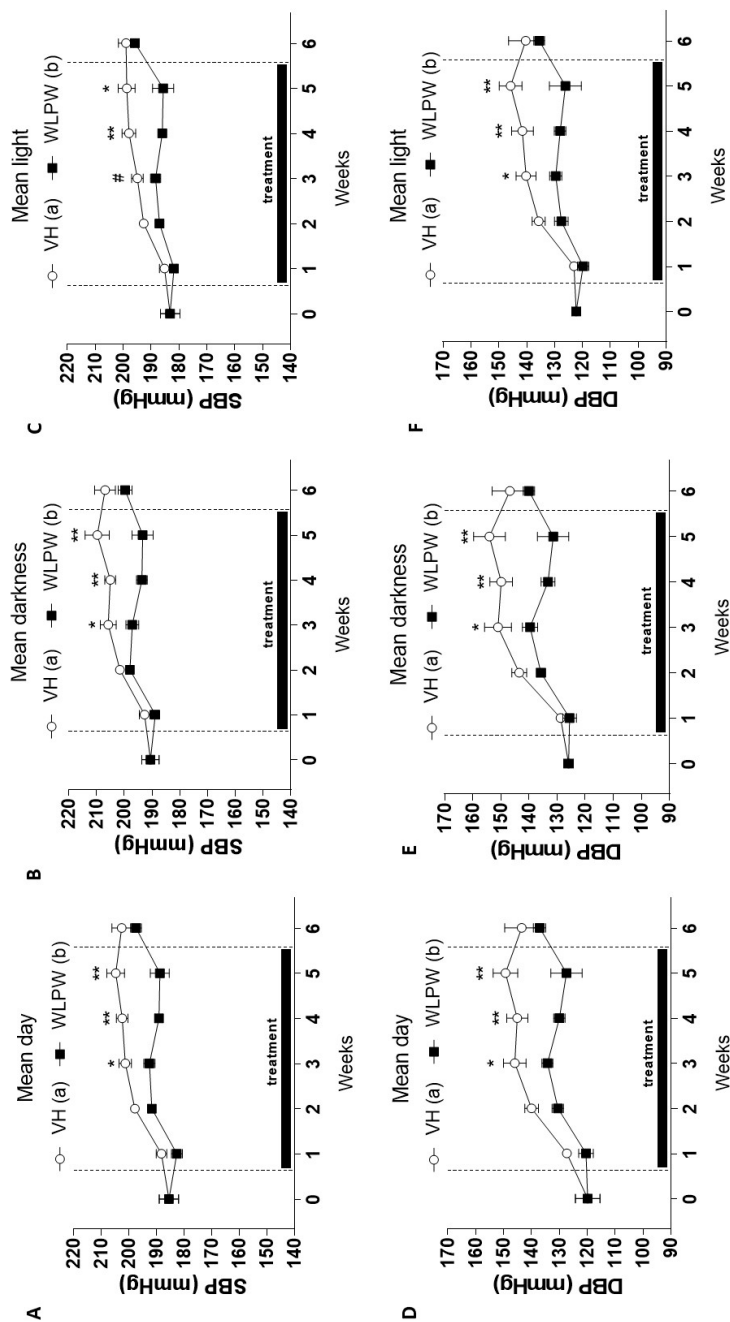 A
Mean day
VH (a) WLPW (b)
SBP (mmHg)
220
210
200
190
180
170
160
150
140
* ** **
treatment
0 1 2 3 4 5 6
Weeks
B
Mean darkness
VH (a) WLPW (b)
SBP (mmHg)
220
210
200
190
180
170
160
150
140
* ** **
treatment
0 1 2 3 4 5 6
Weeks
C
Mean light
VH (a) WLPW (b)
SBP (mmHg)
220
210
200
190
180
170
160
150
140
# ** *
treatment
0 1 2 3 4 5 6
Weeks
D
Mean day
VH (a) WLPW (b)
DBP (mmHg)
170
160
150
140
130
120
110
100
90
* ** **
treatment
0 1 2 3 4 5 6
Weeks
E
Mean darkness
VH (a) WLPW (b)
DBP (mmHg)
170
160
150
140
130
120
110
100
90
* ** **
treatment
0 1 2 3 4 5 6
Weeks
F
Mean light
VH (a) WLPW (b)
DBP (mmHg)
170
160
150
140
130
120
110
100
90
* ** **
treatment
0 1 2 3 4 5 6
Weeks